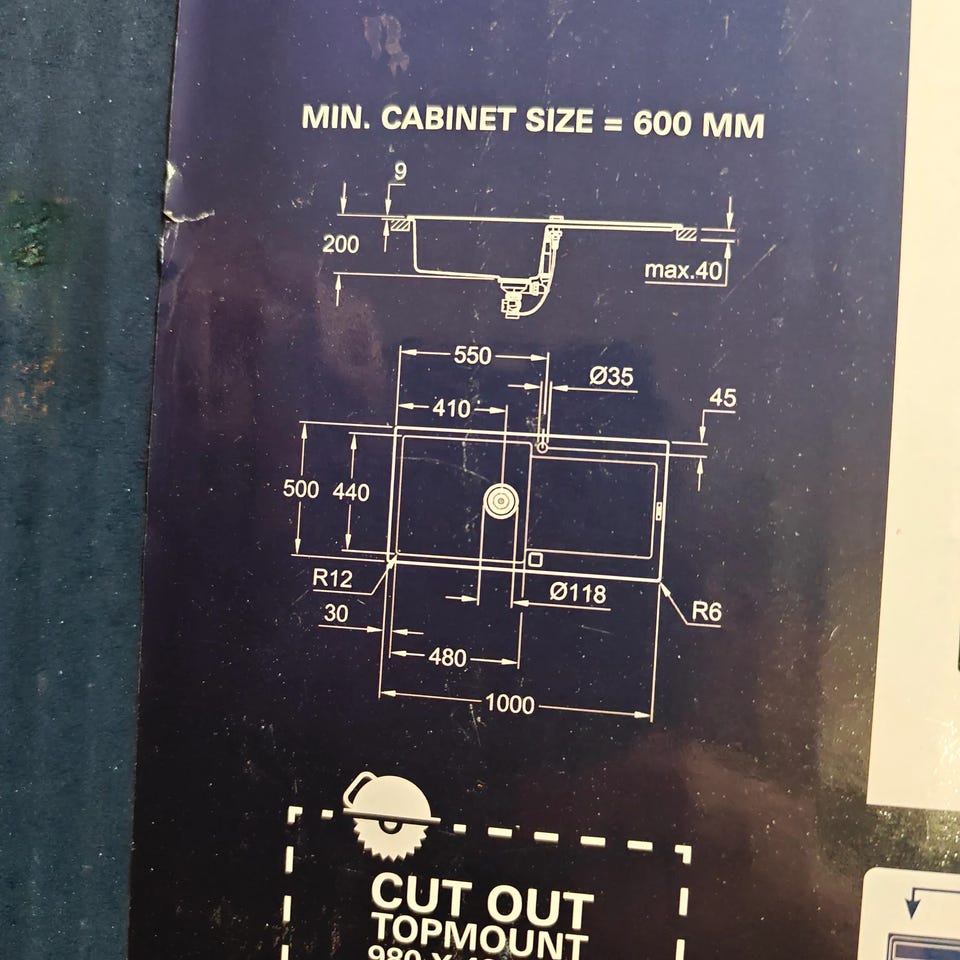 MIN. CABINET SIZE = 600 MM
9
200
max.40
550
Ø35
45
410
500 440
R12
Ø118
R6
30
480
1000
CUT OUT
TOPMOUNT
980 X